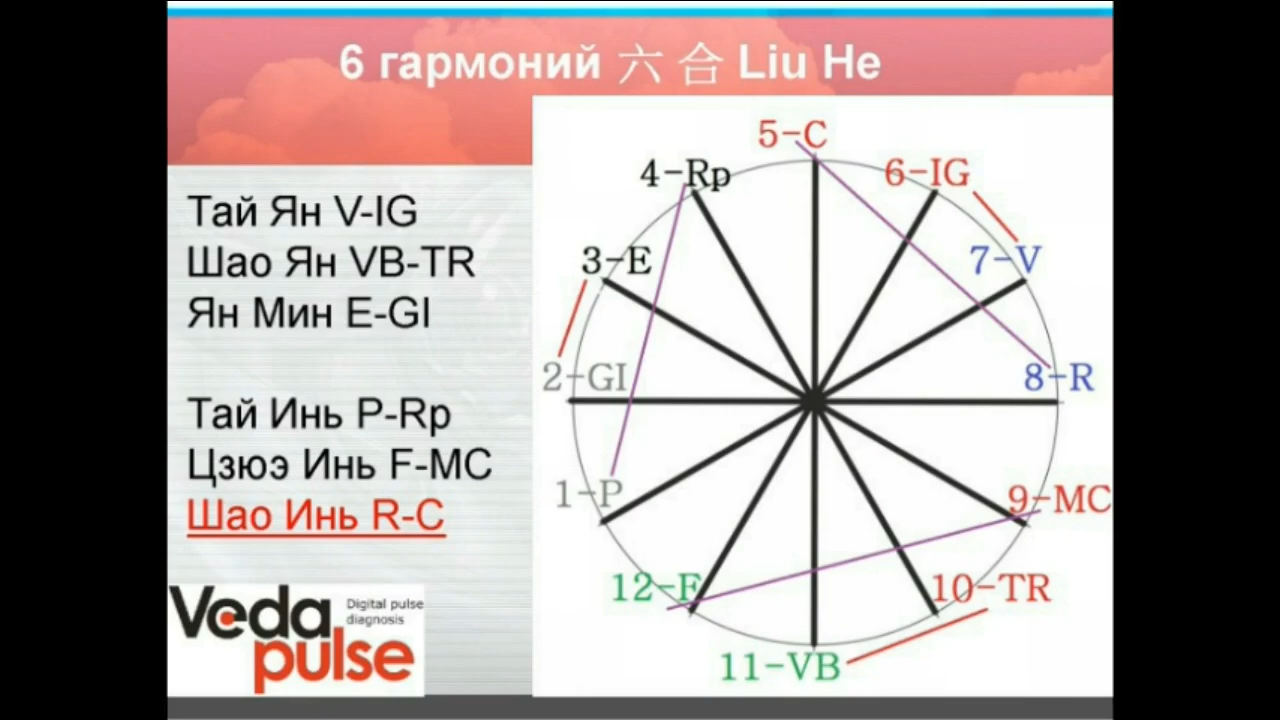 6 гармоний 六合 Liu He
Тай Ян V-IG
Шао Ян VB-TR
Ян Мин E-GI
Тай Инь P-Rp
Цзюэ Инь F-MC
Шао Инь R-C
Veda
pulse
Digital pulse
diagnosis
5-C
4-Rp
6-IG
3-E
7-V
2-GI
8-R
1-P
9-MC
12-F
10-TR
11-VB